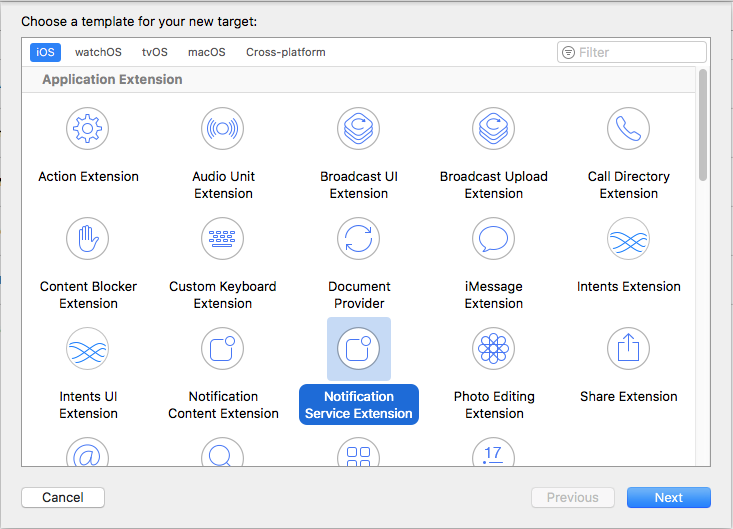 Choose a template for your new target:
iOS watchOS tvOS macOS Cross-platform Filter
Application Extension
Action Extension
Audio Unit
Extension
Broadcast UI
Extension
Broadcast Upload
Extension
Call Directory
Extension
Content Blocker
Extension
Custom Keyboard
Extension
Document
Provider
iMessage
Extension
Intents Extension
Intents UI
Extension
Notification
Content Extension
Notification
Service Extension
Photo Editing
Extension
Share Extension
@
17
Cancel Previous Next